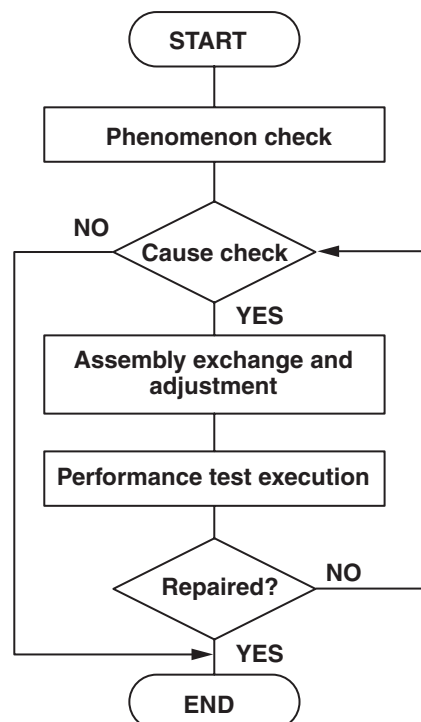 START
Phenomenon check
NO
Cause check
YES
Assembly exchange and
adjustment
Performance test execution
Repaired?
NO
YES
END